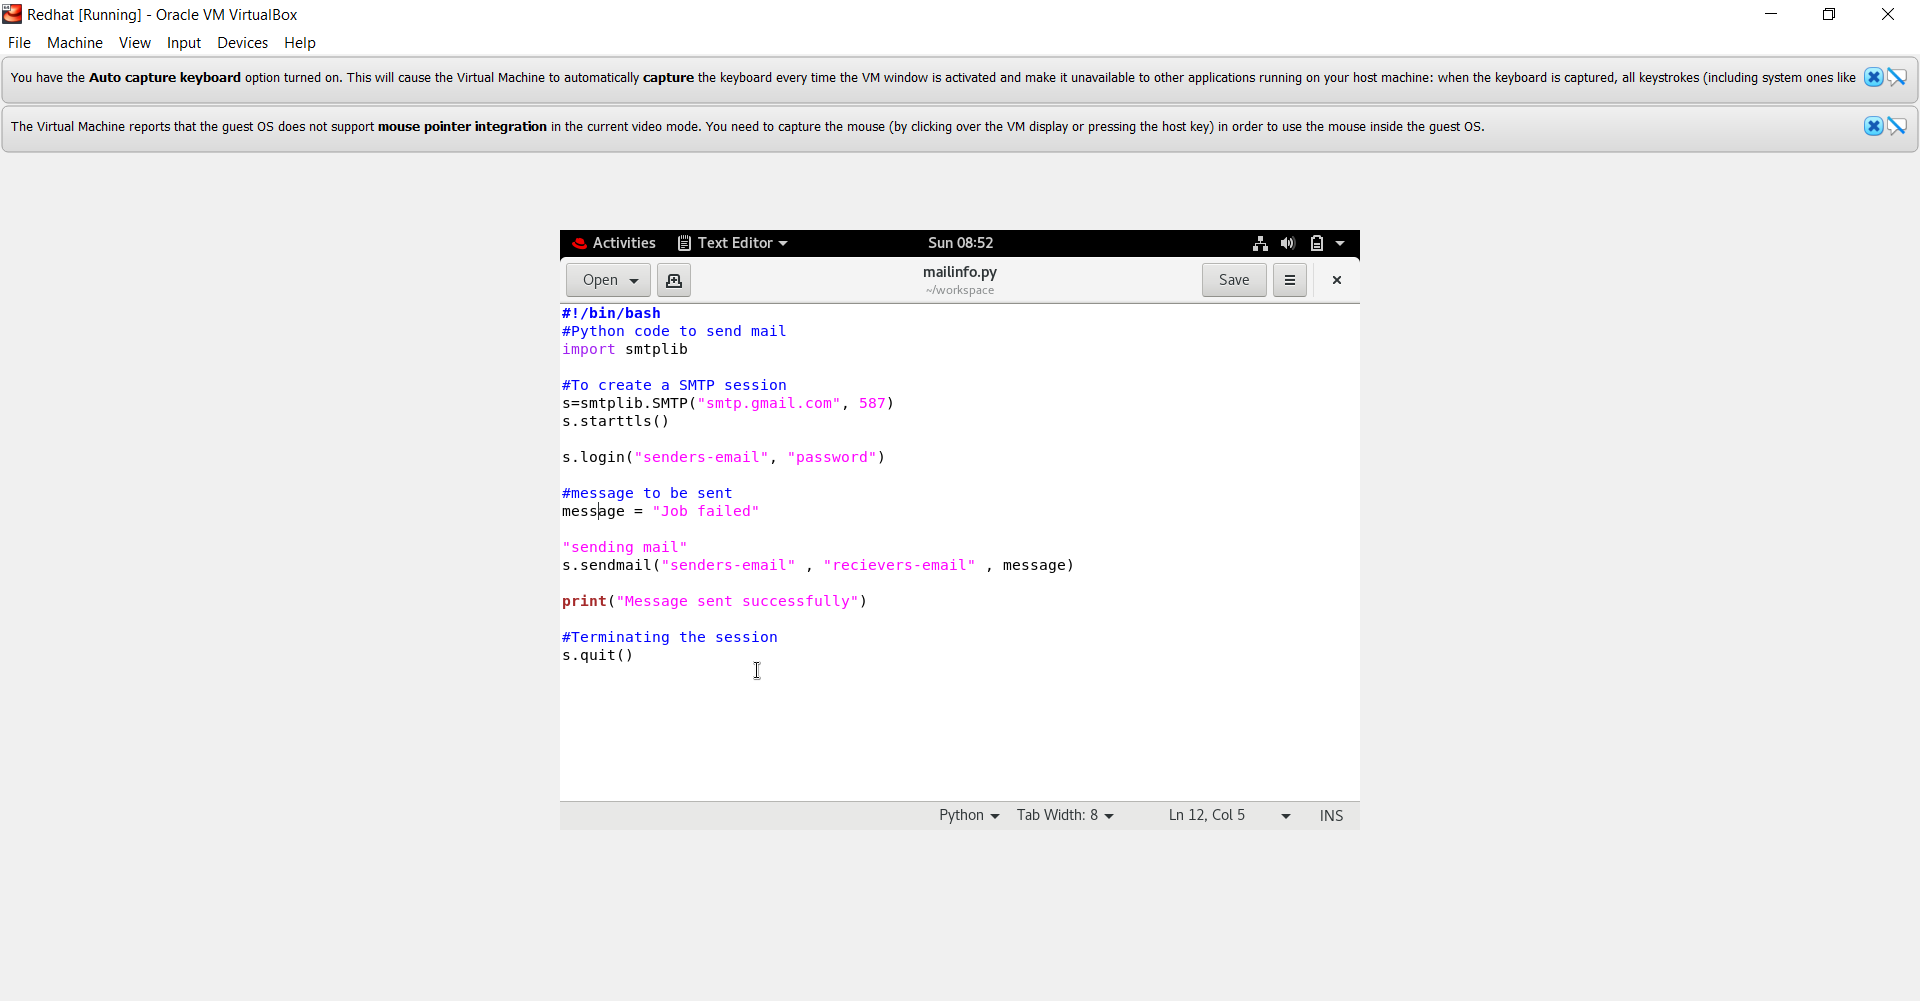 Redhat [Running] - Oracle VM VirtualBox
File Machine View Input Devices Help
You have the Auto capture keyboard option turned on. This will cause the Virtual Machine to automatically capture the keyboard every time the VM window is activated and make it unavailable to other applications running on your host machine: when the keyboard is captured, all keystrokes (including system ones like
The Virtual Machine reports that the guest OS does not support mouse pointer integration in the current video mode. You need to capture the mouse (by clicking over the VM display or pressing the host key) in order to use the mouse inside the guest OS.
Activities Text Editor Sun 08:52
Open mailinfo.py Save
~/workspace
#!/bin/bash
#Python code to send mail
import smtplib
#To create a SMTP session
s=smtplib.SMTP("smtp.gmail.com", 587)
s.starttls()
s.login("senders-email", "password")
#message to be sent
message = "Job failed"
"sending mail"
s.sendmail("senders-email" , "recievers-email" , message)
print("Message sent successfully")
#Terminating the session
s.quit()
Python Tab Width: 8 Ln 12, Col 5 INS